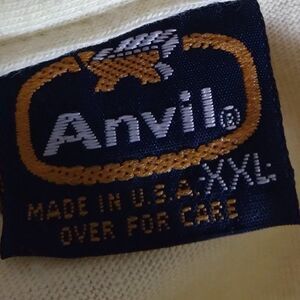 Anvil®
XXL
MADE IN U.S.A.
OVER FOR CARE